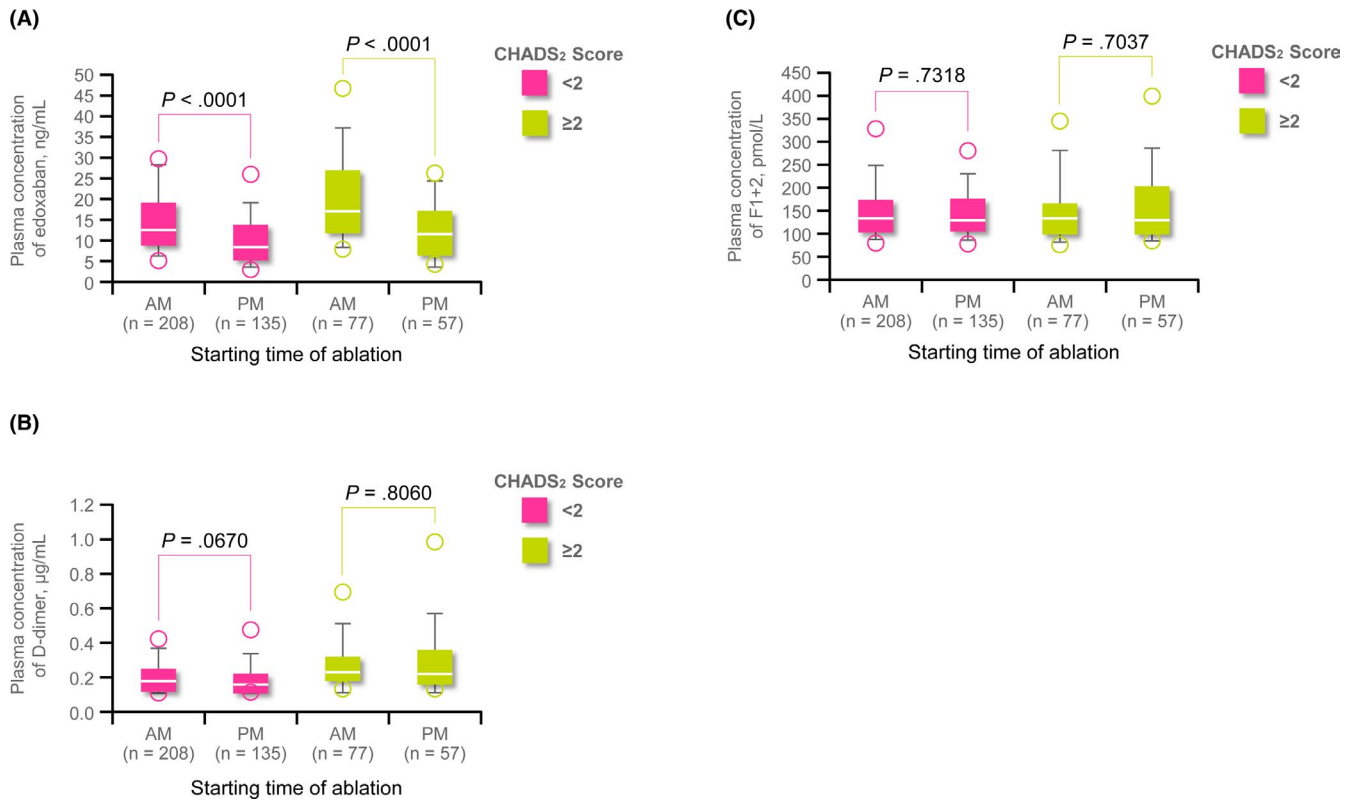 (A)
Plasma concentration
of edoxaban, ng/mL
50
45
40
35
30
25
20
15
10
5
0
P < .0001
P < .0001
CHADS₂ Score
<2
≥2
AM PM AM PM
(n = 208) (n = 135) (n = 77) (n = 57)
Starting time of ablation
(C)
Plasma concentration
of F1+2, pmol/L
450
400
350
300
250
200
150
100
50
0
P = .7318
P = .7037
CHADS₂ Score
<2
≥2
AM PM AM PM
(n = 208) (n = 135) (n = 77) (n = 57)
Starting time of ablation
(B)
Plasma concentration
of D-dimer, µg/mL
1.2
1.0
0.8
0.6
0.4
0.2
0.0
P = .0670
P = .8060
CHADS₂ Score
<2
≥2
AM PM AM PM
(n = 208) (n = 135) (n = 77) (n = 57)
Starting time of ablation